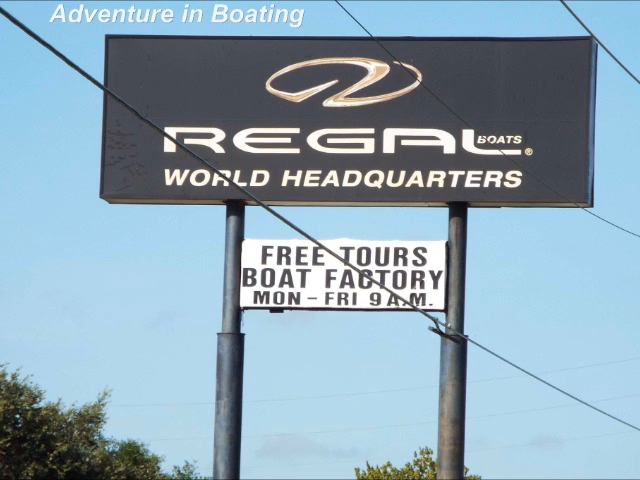 Adventure in Boating
REGAL BOATS®
WORLD HEADQUARTERS
FREE TOURS
BOAT FACTORY
MON - FRI 9 A.M.